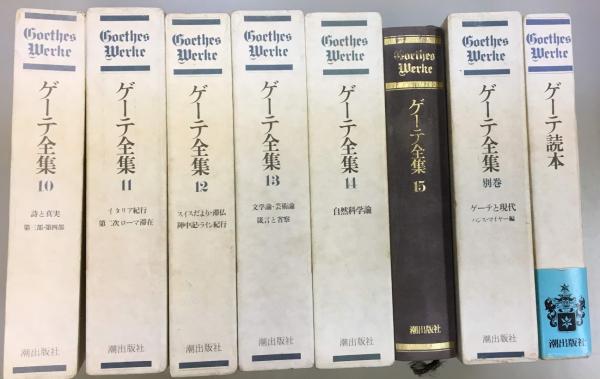 Goethes
Werke
ゲーテ全集
10
詩と真実
第三部・第四部
潮出版社
Goethes
Werke
ゲーテ全集
11
イタリア紀行
第二次ローマ滞在
潮出版社
Goethes
Werke
ゲーテ全集
12
スイスだより・滞仏
陣中記・ライン紀行
潮出版社
Goethes
Werke
ゲーテ全集
13
文学論・芸術論
箴言と省察
潮出版社
Goethes
Werke
ゲーテ全集
14
自然科学論
潮出版社
Goethes
Werke
ゲーテ全集
15
潮出版社
Goethes
Werke
ゲーテ全集
別巻
ゲーテと現代
ハンス・マイヤー編
潮出版社
Goethes
Werke
ゲーテ読本
潮出版社